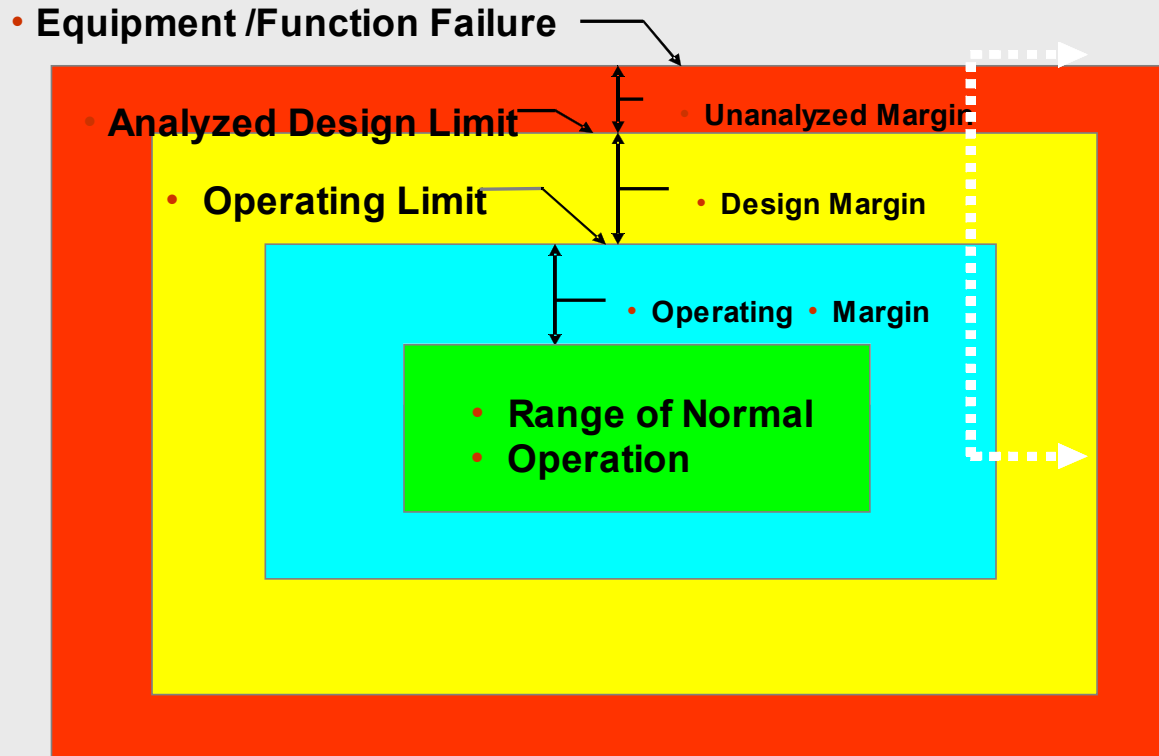 • Equipment /Function Failure
• Analyzed Design Limit
• Unanalyzed Margin
• Operating Limit
• Design Margin
• Operating • Margin
• Range of Normal
• Operation